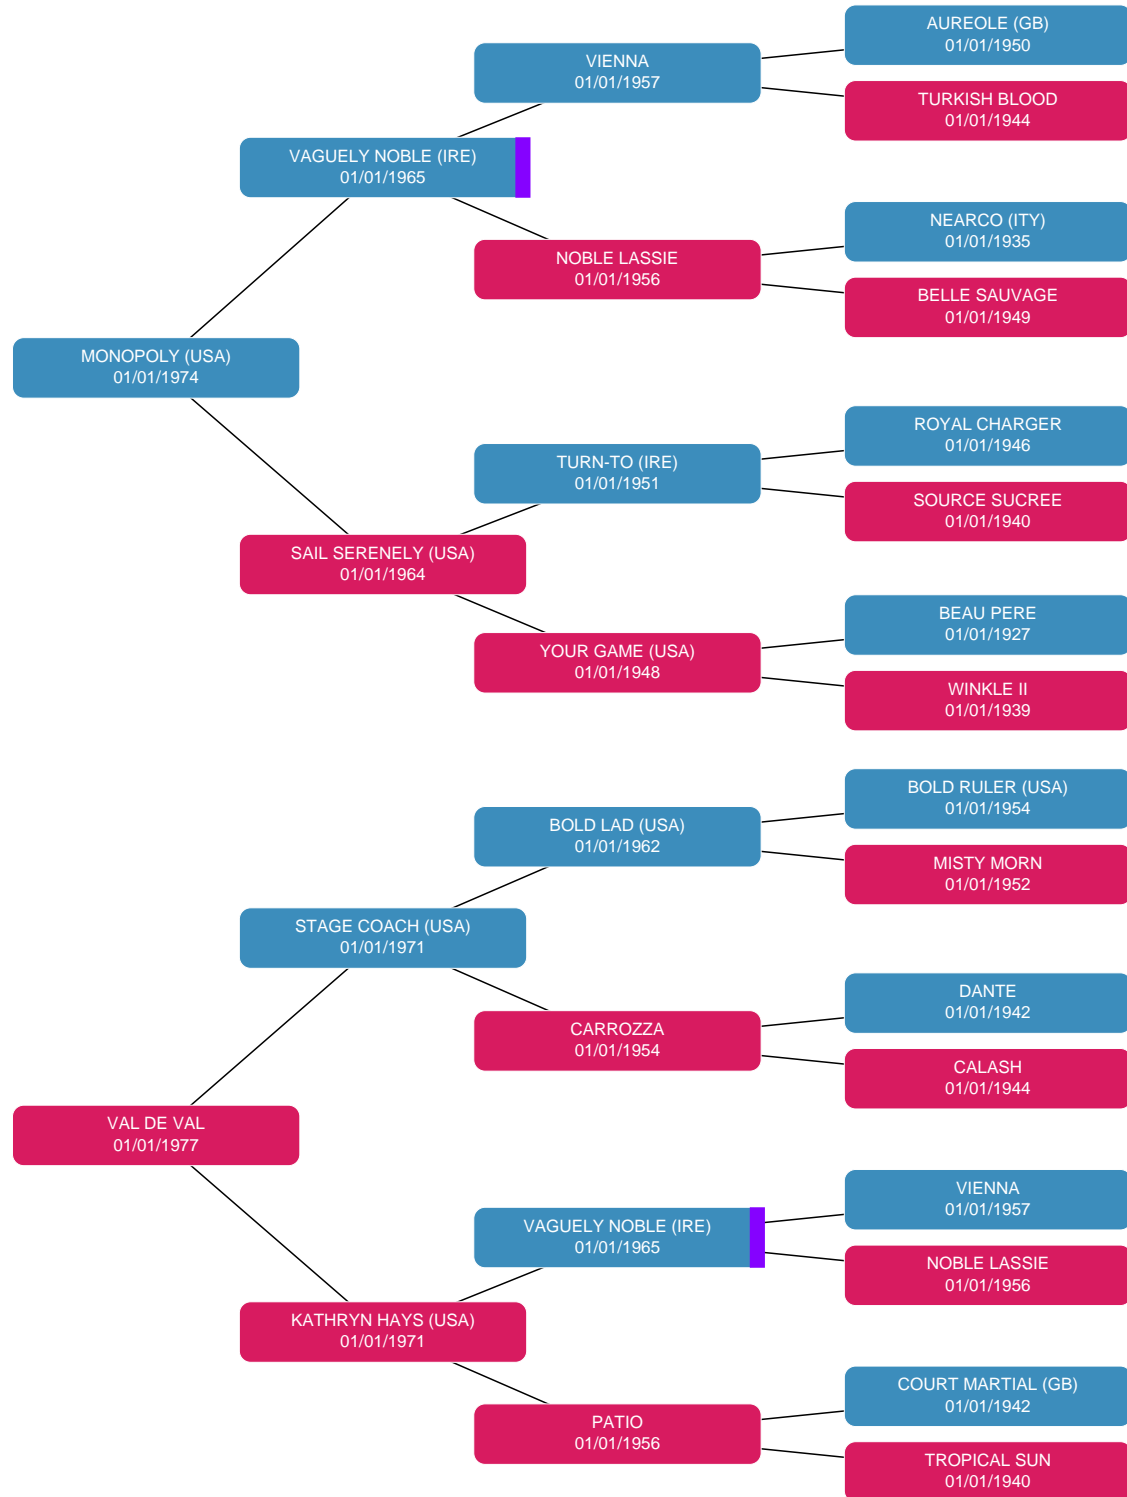 AUREOLE (GB)
01/01/1950
VIENNA
01/01/1957
TURKISH BLOOD
01/01/1944
VAGUELY NOBLE (IRE)
01/01/1965
NEARCO (ITY)
01/01/1935
NOBLE LASSIE
01/01/1956
BELLE SAUVAGE
01/01/1949
MONOPOLY (USA)
01/01/1974
ROYAL CHARGER
01/01/1946
TURN-TO (IRE)
01/01/1951
SOURCE SUCREE
01/01/1940
SAIL SERENELY (USA)
01/01/1964
BEAU PERE
01/01/1927
YOUR GAME (USA)
01/01/1948
WINKLE II
01/01/1939
BOLD RULER (USA)
01/01/1954
BOLD LAD (USA)
01/01/1962
MISTY MORN
01/01/1952
STAGE COACH (USA)
01/01/1971
DANTE
01/01/1942
CARROZZA
01/01/1954
CALASH
01/01/1944
VAL DE VAL
01/01/1977
VIENNA
01/01/1957
VAGUELY NOBLE (IRE)
01/01/1965
NOBLE LASSIE
01/01/1956
KATHRYN HAYS (USA)
01/01/1971
COURT MARTIAL (GB)
01/01/1942
PATIO
01/01/1956
TROPICAL SUN
01/01/1940